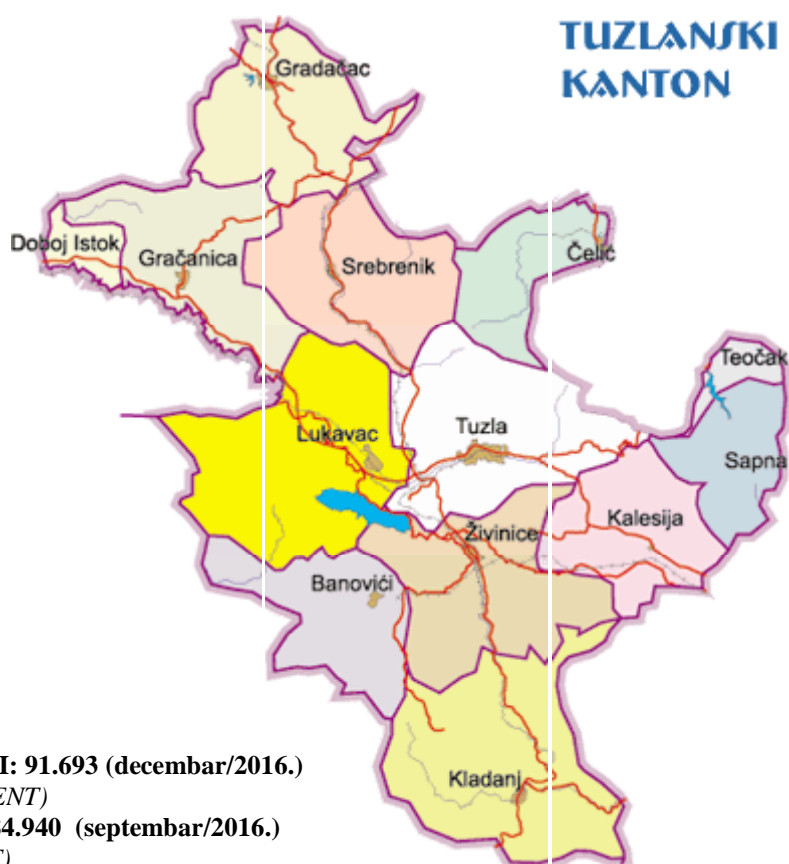 TUZLANSKI
KANTON
Gradačac
Doboj Istok
Gračanica
Srebrenik
Čelić
Teočak
Lukavac
Tuzla
Sapna
Kalesija
Živinice
Banovići
Kladanj
I: 91.693 (decembar/2016.)
ENT)
4.940 (septembar/2016.)